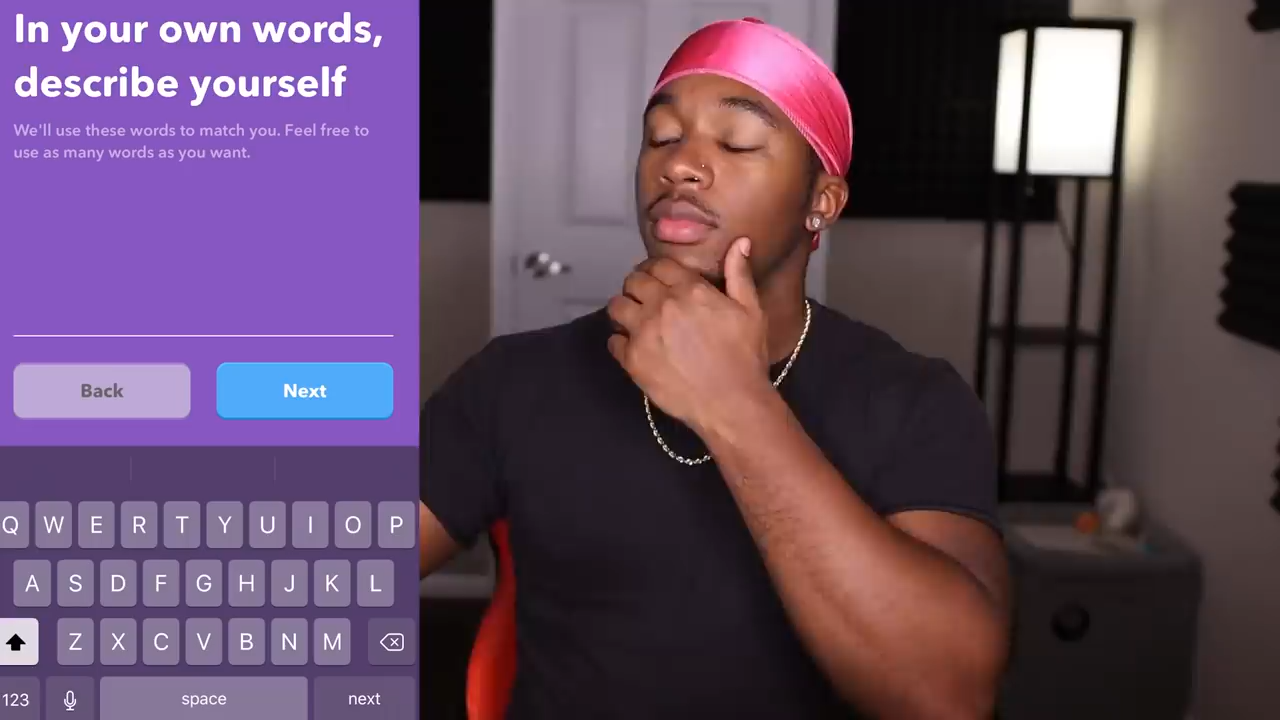 In your own words,
describe yourself
We'll use these words to match you. Feel free to
use as many words as you want.
Back Next
Q W E R T Y U I O P
A S D F G H J K L
Z X C V B N M
123 space next